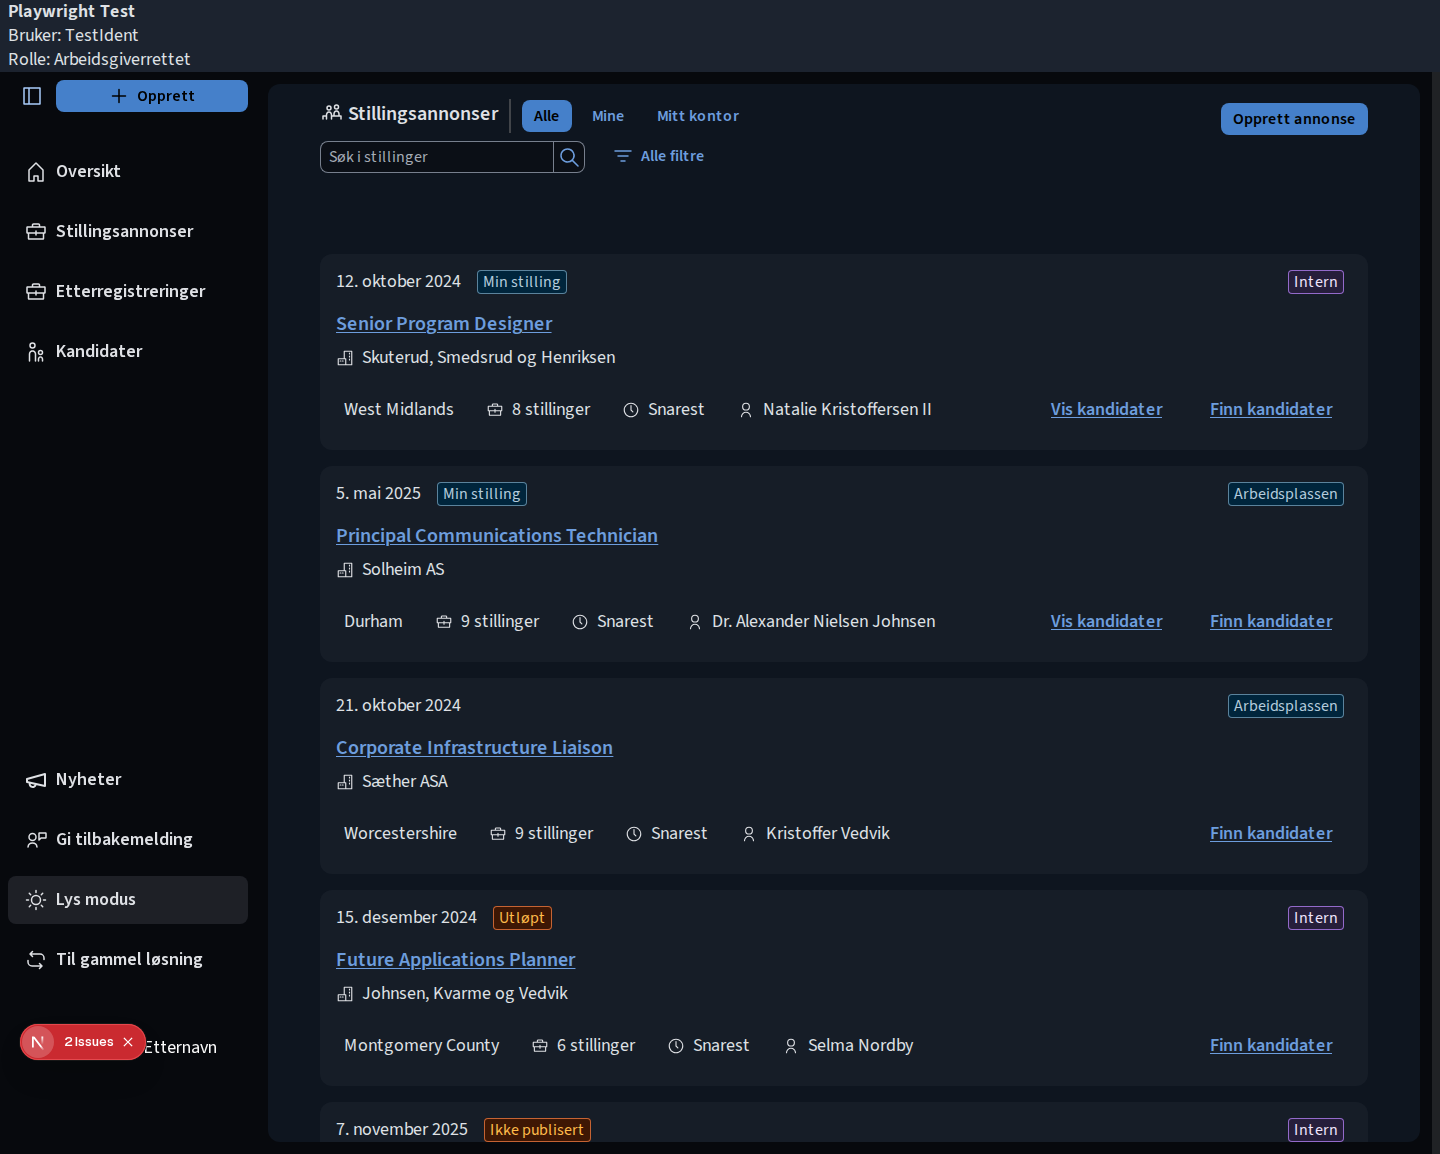 Playwright Test
Bruker: TestIdent
Rolle: Arbeidsgiverrettet
Opprett
Oversikt
Stillingsannonser
Etterregistreringer
Kandidater
Nyheter
Gi tilbakemelding
Lys modus
Til gammel løsning
2 Issues
Etternavn
Stillingsannonser
Alle
Mine
Mitt kontor
Opprett annonse
Søk i stillinger
Alle filtre
12. oktober 2024 Min stilling Intern
Senior Program Designer
Skuterud, Smedsrud og Henriksen
West Midlands 8 stillinger Snarest Natalie Kristoffersen II Vis kandidater Finn kandidater
5. mai 2025 Min stilling Arbeidsplassen
Principal Communications Technician
Solheim AS
Durham 9 stillinger Snarest Dr. Alexander Nielsen Johnsen Vis kandidater Finn kandidater
21. oktober 2024 Arbeidsplassen
Corporate Infrastructure Liaison
Sæther ASA
Worcestershire 9 stillinger Snarest Kristoffer Vedvik Finn kandidater
15. desember 2024 Utløpt Intern
Future Applications Planner
Johnsen, Kvarme og Vedvik
Montgomery County 6 stillinger Snarest Selma Nordby Finn kandidater
7. november 2025 Ikke publisert Intern